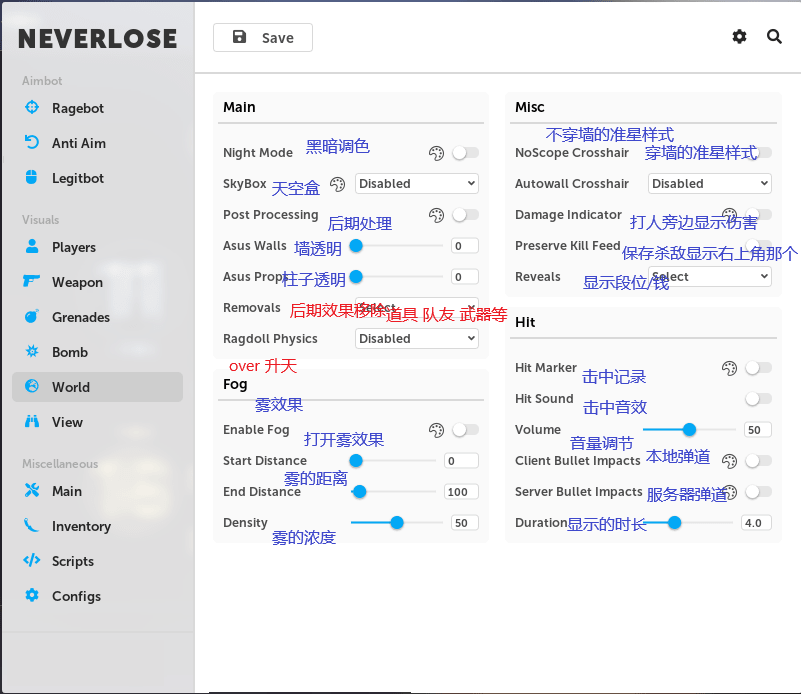 NEVERLOSE
Save
Aimbot
Ragebot
Anti Aim
Legitbot
Visuals
Players
Weapon
Grenades
Bomb
World
View
Miscellaneous
Main
Inventory
Scripts
Configs
Main
Night Mode 黑暗调色
SkyBox 天空盒 Disabled
Post Processing 后期处理
Asus Walls 墙透明 0
Asus Props 柱子透明 0
Removals 后期效果移除道具 队友 武器等 Select
Ragdoll Physics Disabled
over 升天
Fog
雾效果
Enable Fog 打开雾效果
Start Distance 0
雾的距离
End Distance 100
Density 50
雾的浓度
Misc
不穿墙的准星样式
NoScope Crosshair 穿墙的准星样式
Autowall Crosshair Disabled
Damage Indicator 打人旁边显示伤害
Preserve Kill Feed 保存杀敌显示右上角那个
Reveals 显示段位/钱 Select
Hit
Hit Marker 击中记录
Hit Sound 击中音效
Volume 50
音量调节
Client Bullet Impacts 本地弹道
Server Bullet Impacts 服务器弹道
Duration 显示的时长 4.0